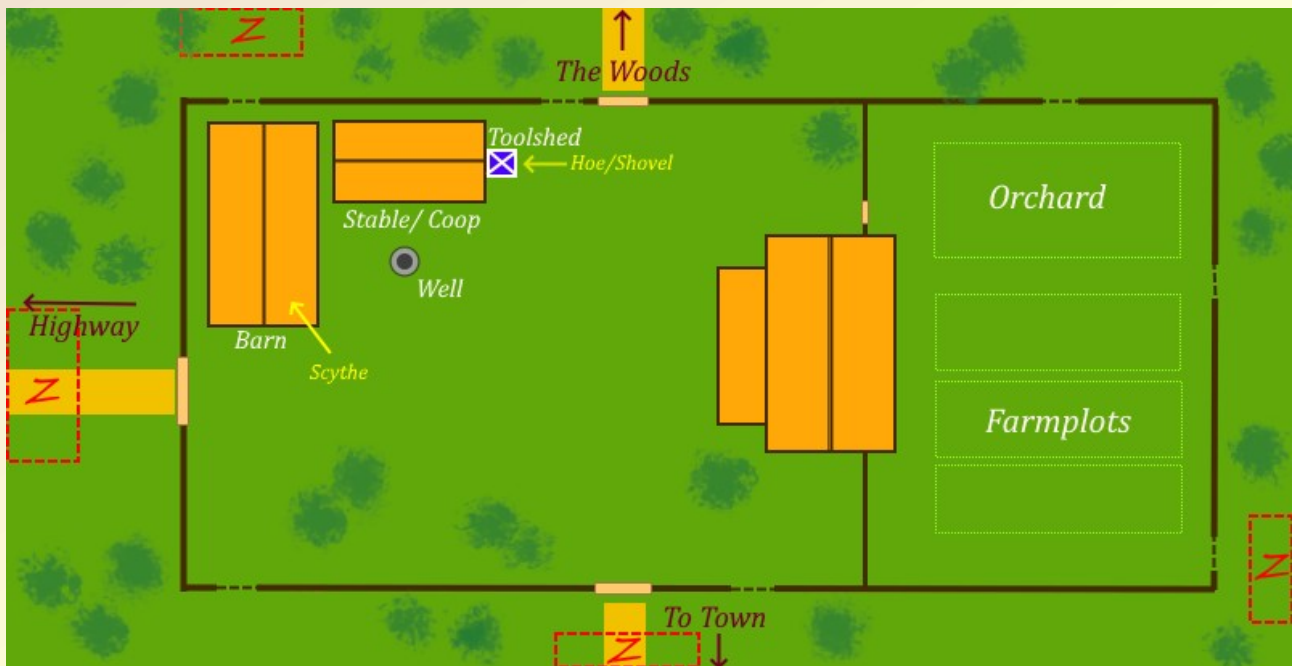 Z
The Woods
Toolshed
Hoe/Shovel
Stable/ Coop
Orchard
Well
Highway
Barn
Scythe
Z
Farmplots
Z
To Town
Z